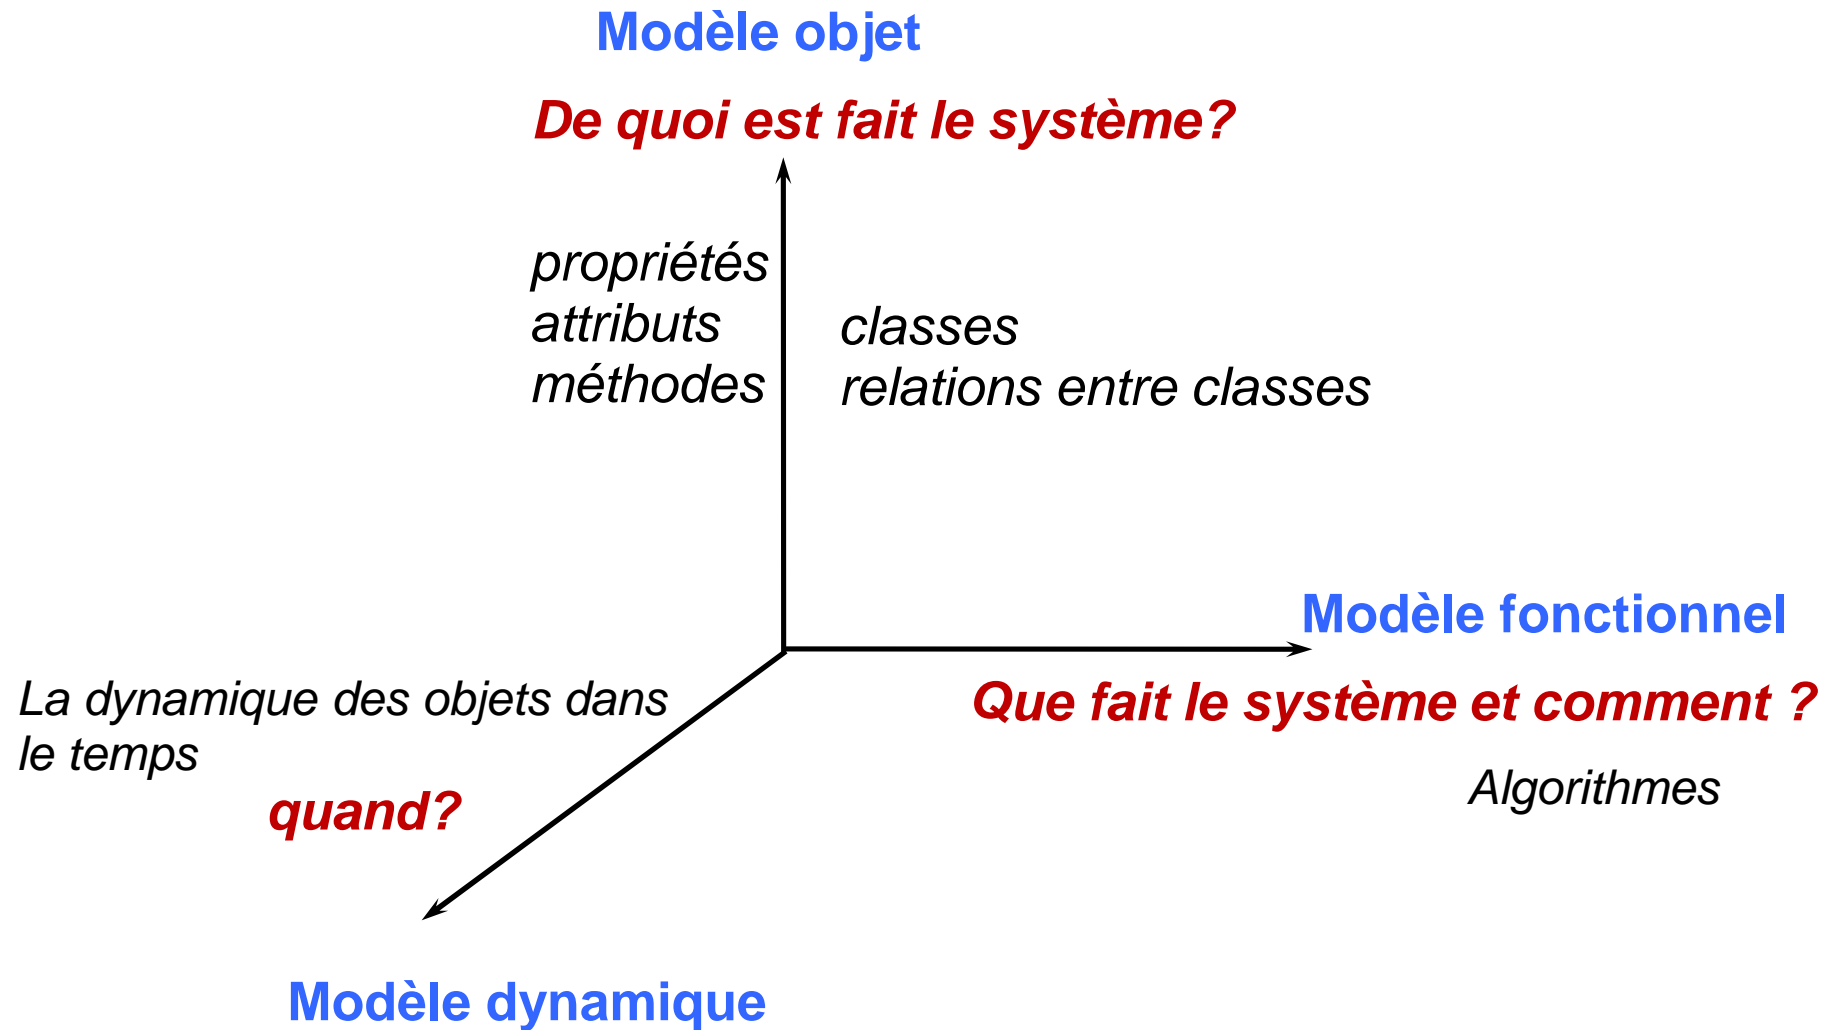 Modèle objet
De quoi est fait le système?
propriétés
attributs
méthodes
classes
relations entre classes
Modèle fonctionnel
Que fait le système et comment ?
Algorithmes
La dynamique des objets dans
le temps
quand?
Modèle dynamique